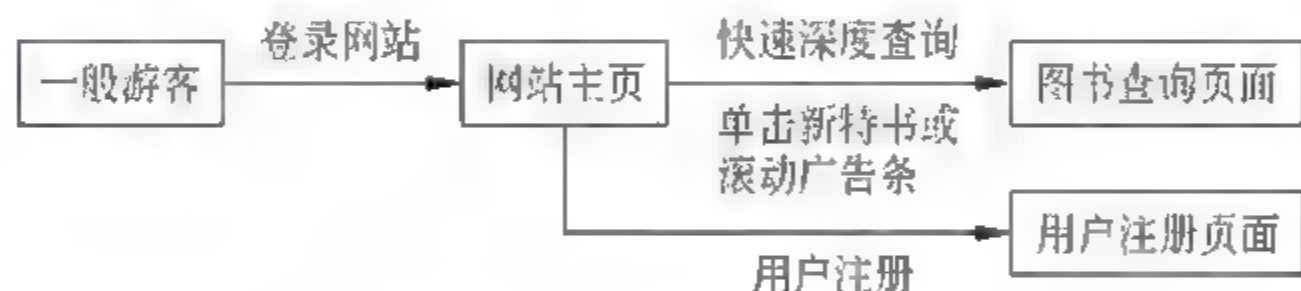 一般游客
登录网站
网站主页
快速深度查询
单击新特书或
滚动广告条
图书查询页面
用户注册
用户注册页面